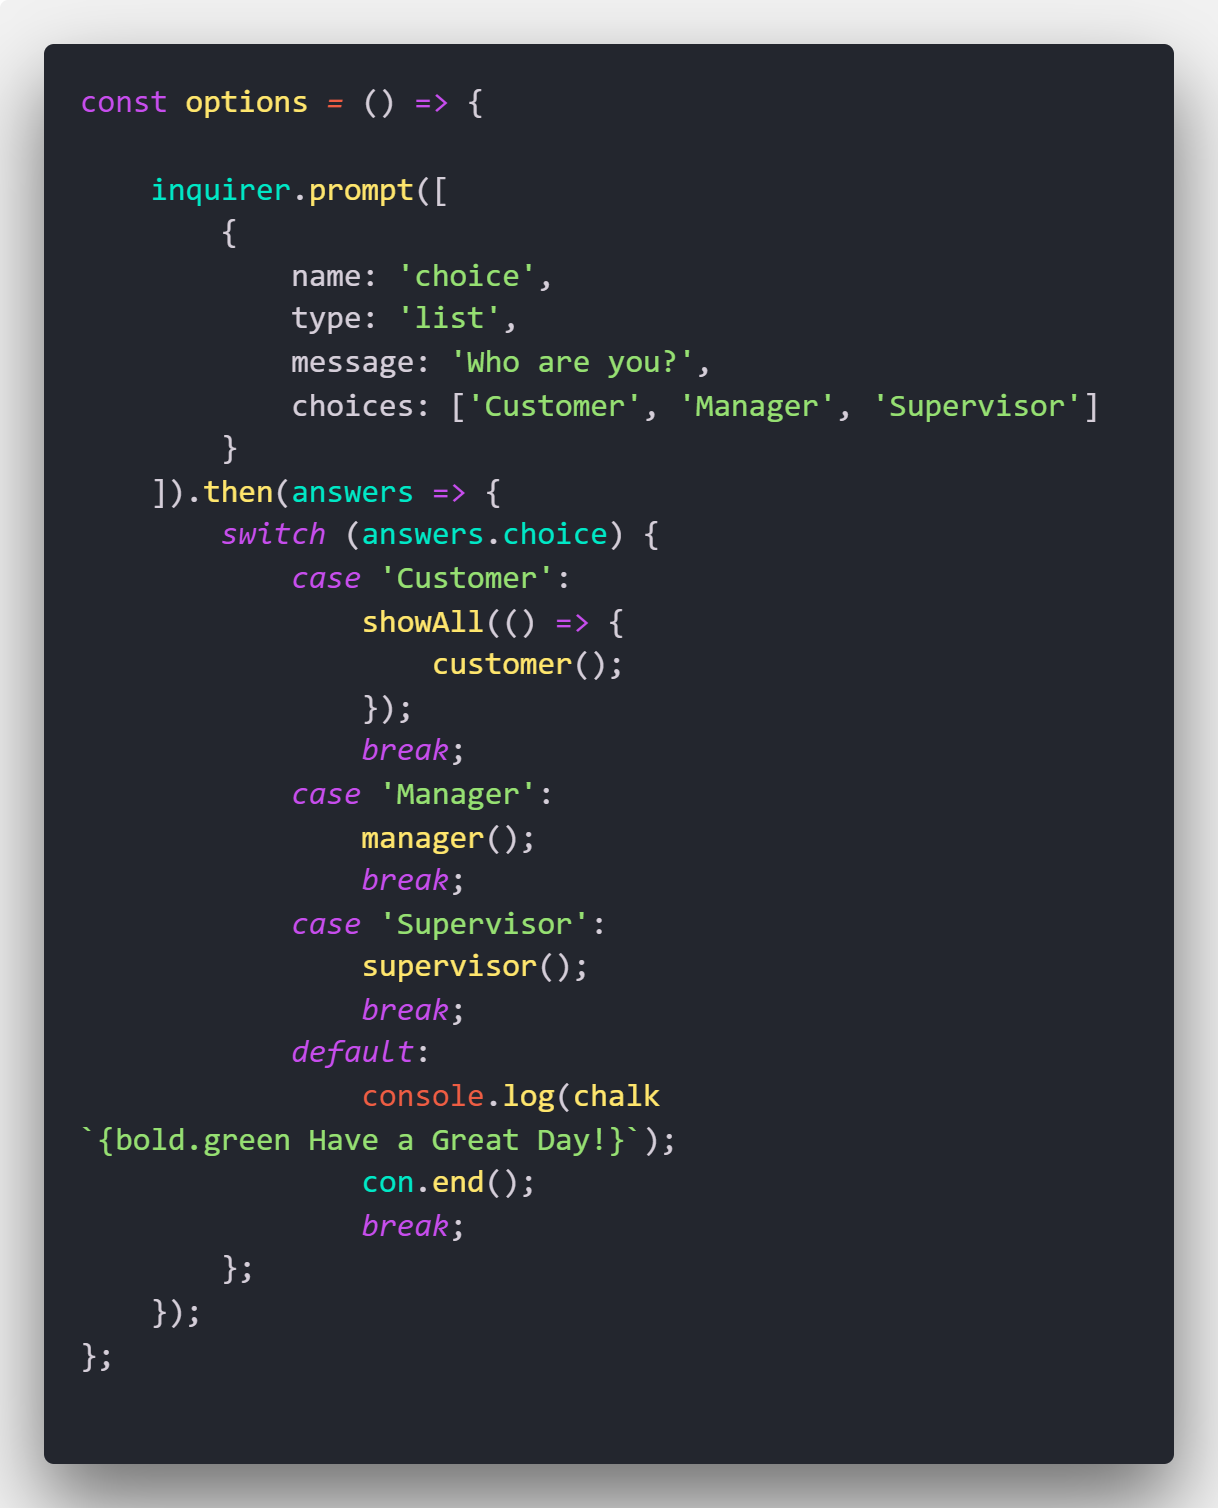 const options = () => {

    inquirer.prompt([
        {
            name: 'choice',
            type: 'list',
            message: 'Who are you?',
            choices: ['Customer', 'Manager', 'Supervisor']
        }
    ]).then(answers => {
        switch (answers.choice) {
            case 'Customer':
                showAll(() => {
                    customer();
                });
                break;
            case 'Manager':
                manager();
                break;
            case 'Supervisor':
                supervisor();
                break;
            default:
                console.log(chalk
`{bold.green Have a Great Day!}`);
                con.end();
                break;
        };
    });
};